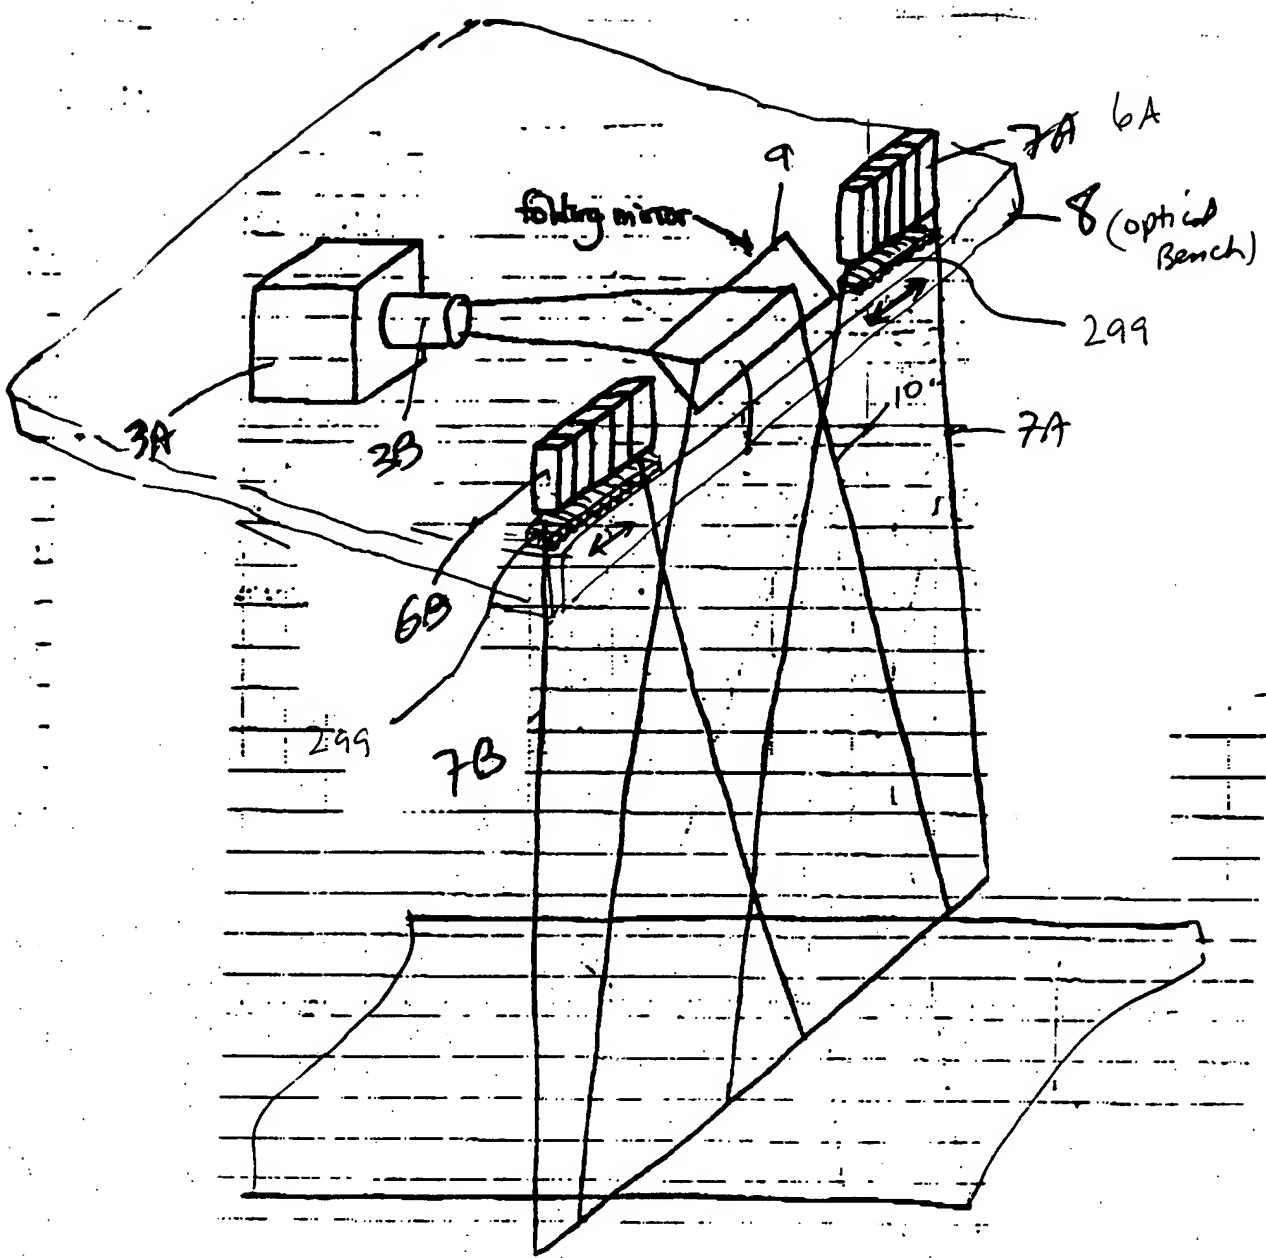 7A 6A
9
folding mirror
8 (optical
Bench)
299
10"
3A
3B
7A
6B
299
7B